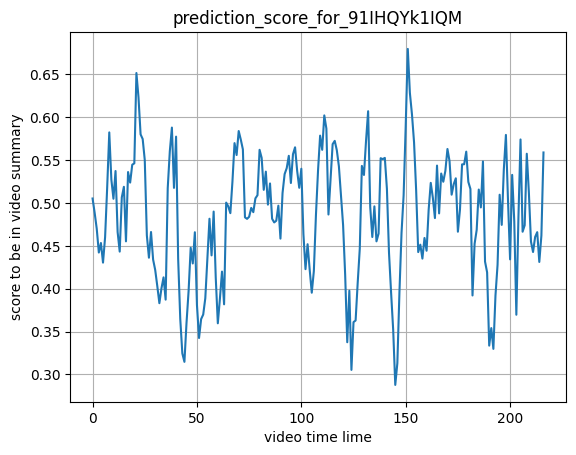 prediction_score_for_91IHQYk1IQM
score to be in video summary
0.65
0.60
0.55
0.50
0.45
0.40
0.35
0.30
0 50 100 150 200
video time lime